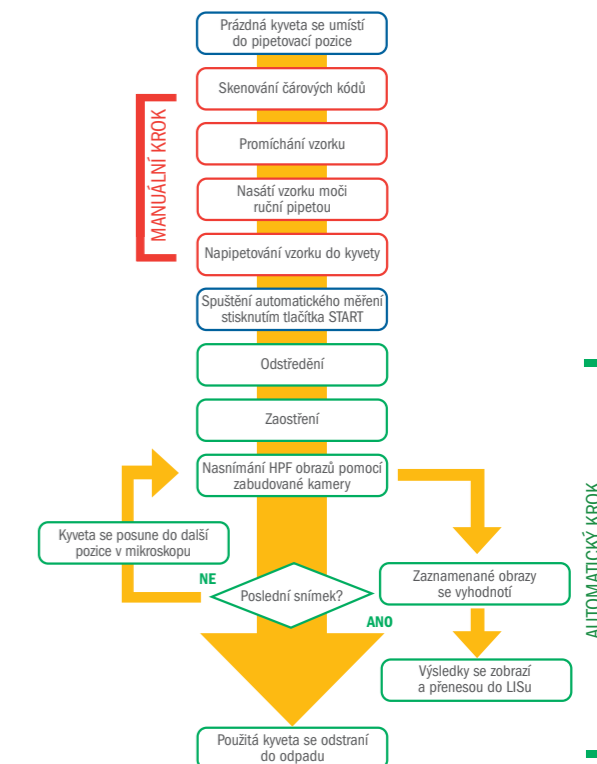 Prázdná kyveta se umístí
do pipetovací pozice
Skenování čárových kódů
MANUÁLNÍ KROK
Promíchání vzorku
Nasátí vzorku moči
ruční pipetou
Napipetování vzorku do kyvety
Spuštění automatického měření
stisknutím tlačítka START
Odstředění
Zaostření
Nasnímání HPF obrazů pomocí
zabudované kamery
Kyveta se posune do další
pozice v mikroskopu
NE
Poslední snímek?
ANO
Zaznamenané obrazy
se vyhodnotí
AUTOMATICKÝ KROK
Výsledky se zobrazí
a přenesou do LISu
Použitá kyveta se odstraní
do odpadu